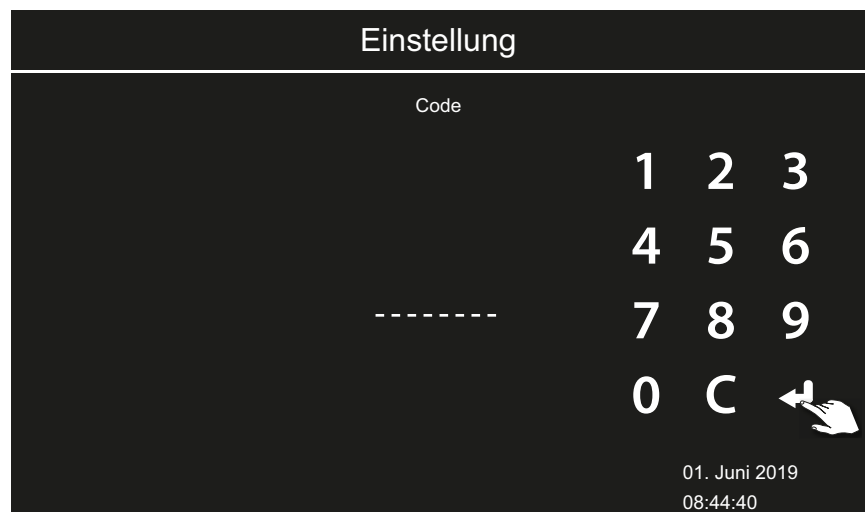 Einstellung
Code
1 2 3
4 5 6
-------- 7 8 9
0 C
01. Juni 2019
08:44:40